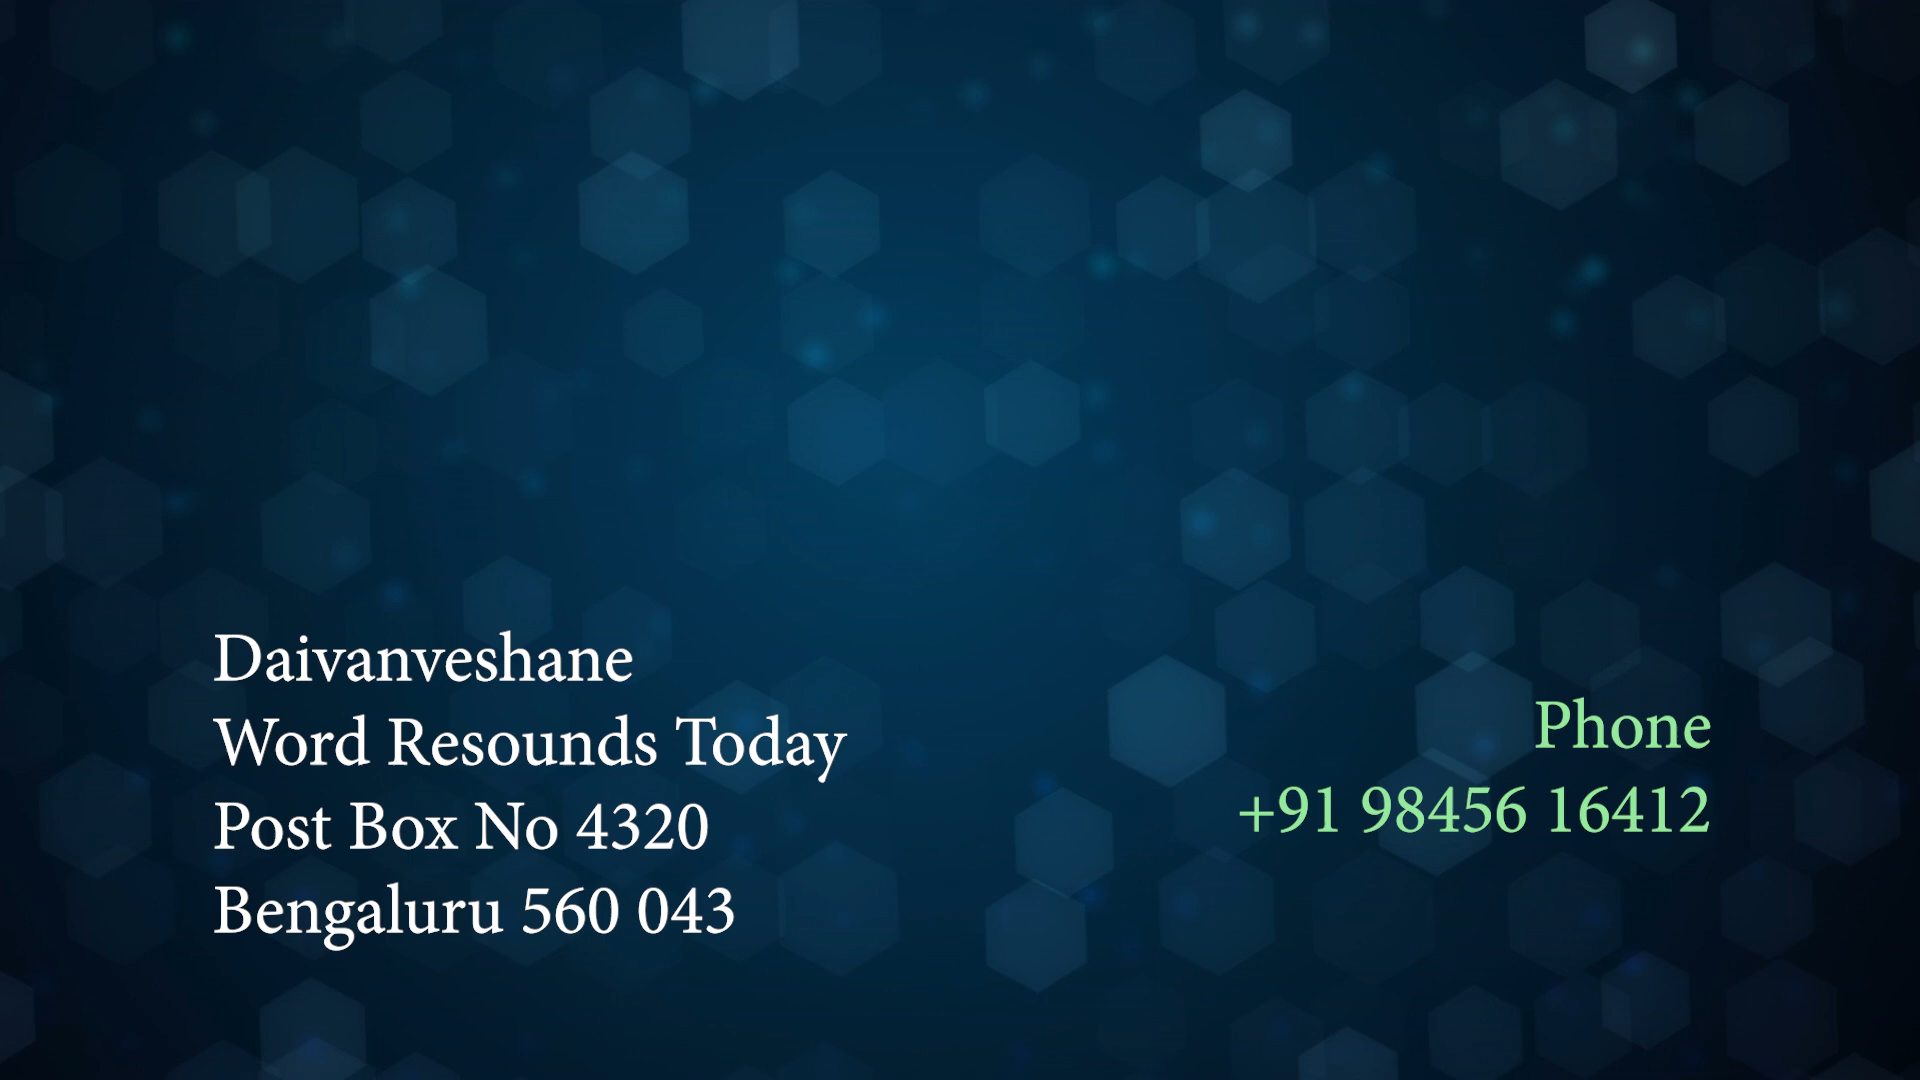 Daivanveshane
Word Resounds Today
Post Box No 4320
Bengaluru 560 043
Phone
+91 98456 16412